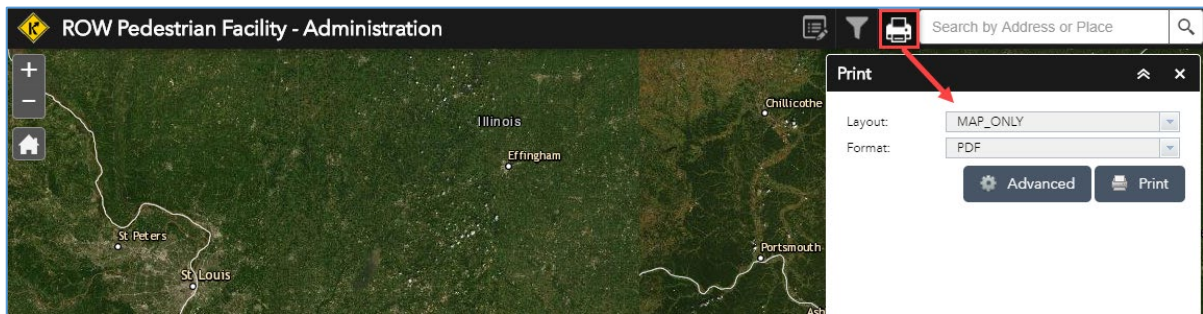 ROW Pedestrian Facility - Administration
Search by Address or Place
+
−
Print
Chillicothe
Illinois
Layout: MAP_ONLY
Format: PDF
Effingham
Advanced
Print
St Peters
Portsmouth
St Louis
Ash